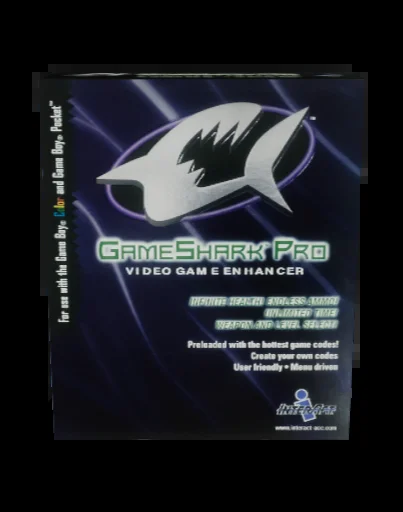 For use with the Game Boy® Color and Game Boy® Pocket™
™
GAMESHARK® PRO
VIDEO GAME ENHANCER
INFINITE HEALTH! ENDLESS AMMO!
UNLIMITED TIME!
WEAPON AND LEVEL SELECT!
Preloaded with the hottest game codes!
Create your own codes
User friendly • Menu driven
INTERACT
www.interact-acc.com